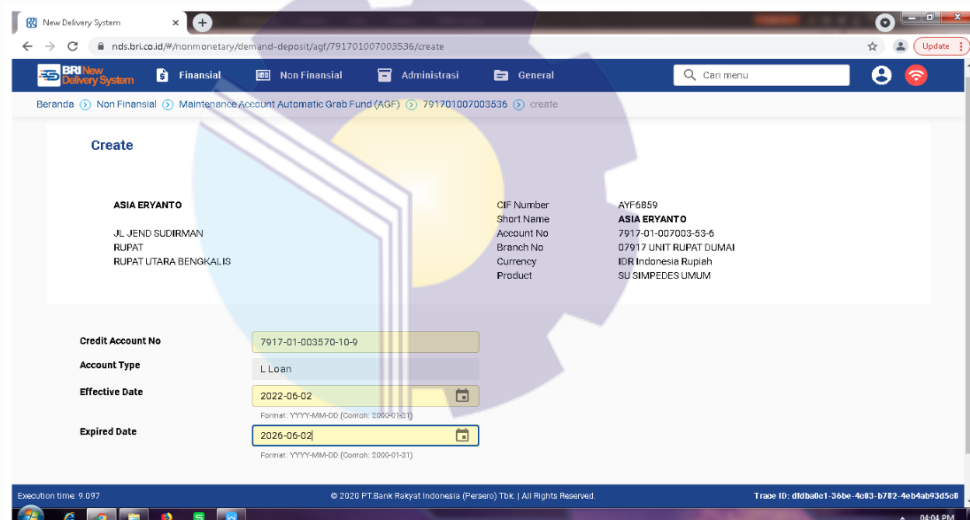 New Delivery System
nds.bri.co.id/#/nonmonetary/demand-deposit/agf/791701007003536/create
Update
BRI New Delivery System
Finansial
Non Finansial
Administrasi
General
Cari menu
Beranda Non Finansial Maintenance Account Automatic Grab Fund (AGF) 791701007003536 create
Create
ASIA ERYANTO
JL JEND SUDIRMAN
RUPAT
RUPAT UTARA BENGKALIS
CIF Number AYF6859
Short Name ASIA ERYANTO
Account No 7917-01-007003-53-6
Branch No 07917 UNIT RUPAT DUMAI
Currency IDR Indonesia Rupiah
Product SU SIMPEDES UMUM
Credit Account No 7917-01-003570-10-9
Account Type L Loan
Effective Date 2022-06-02
Format: YYYY-MM-DD (Contoh: 2000-01-31)
Expired Date 2026-06-02
Format: YYYY-MM-DD (Contoh: 2000-01-31)
Execution time: 9.097
© 2020 PT.Bank Rakyat Indonesia (Persero) Tbk. | All Rights Reserved.
Trace ID: dfdba0c1-36be-4c03-b782-4eb4ab93d5c8
04:04 PM